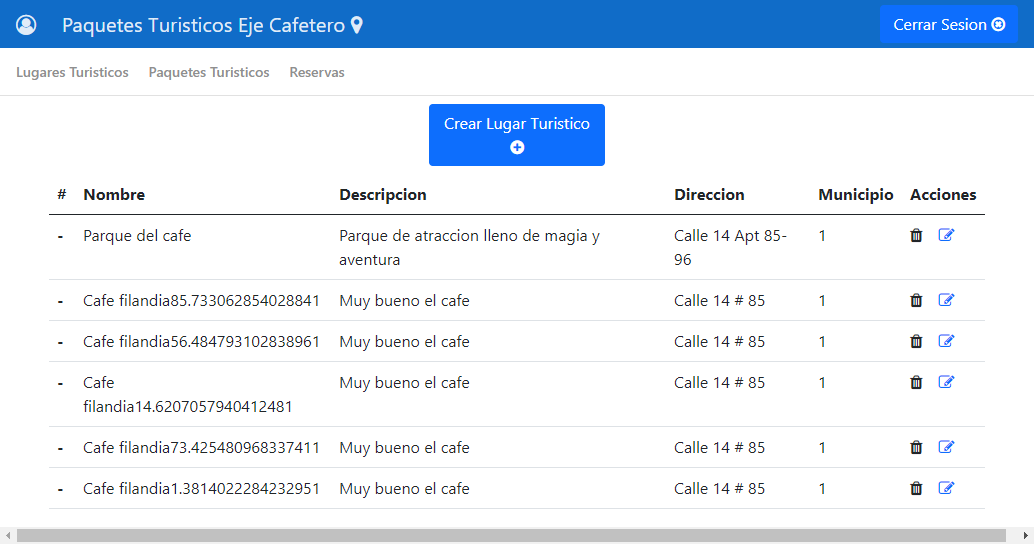 Paquetes Turisticos Eje Cafetero
Cerrar Sesion
Lugares Turisticos Paquetes Turisticos Reservas
Crear Lugar Turistico
# Nombre Descripcion Direccion Municipio Acciones
- Parque del cafe Parque de atraccion lleno de magia y Calle 14 Apt 85- 1
aventura 96
- Cafe filandia85.733062854028841 Muy bueno el cafe Calle 14 # 85 1
- Cafe filandia56.484793102838961 Muy bueno el cafe Calle 14 # 85 1
- Cafe Muy bueno el cafe Calle 14 # 85 1
filandia14.6207057940412481
- Cafe filandia73.425480968337411 Muy bueno el cafe Calle 14 # 85 1
- Cafe filandia1.3814022284232951 Muy bueno el cafe Calle 14 # 85 1